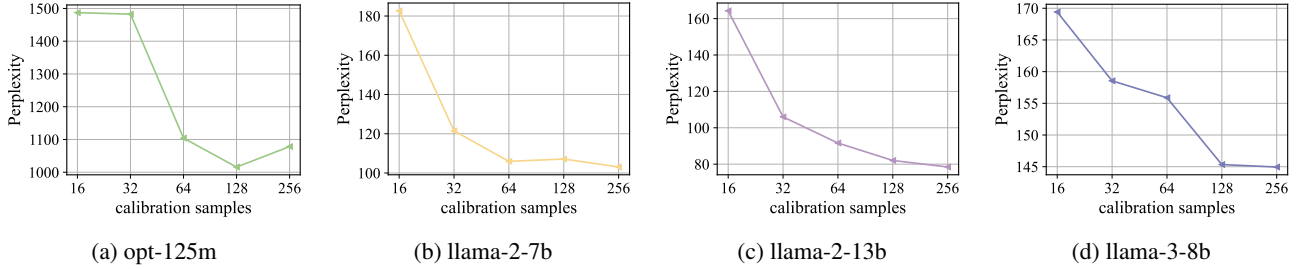 Perplexity
1500
1400
1300
1200
1100
1000
16 32 64 128 256
calibration samples
(a) opt-125m
Perplexity
180
160
140
120
100
16 32 64 128 256
calibration samples
(b) llama-2-7b
Perplexity
160
140
120
100
80
16 32 64 128 256
calibration samples
(c) llama-2-13b
Perplexity
170
165
160
155
150
145
16 32 64 128 256
calibration samples
(d) llama-3-8b